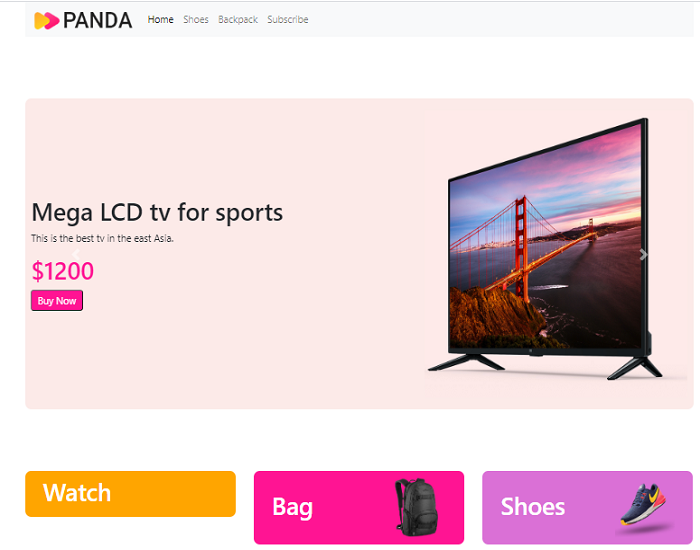 PANDA Home Shoes Backpack Subscribe
Mega LCD tv for sports
This is the best tv in the east Asia.
$1200
Buy Now
Watch Bag Shoes